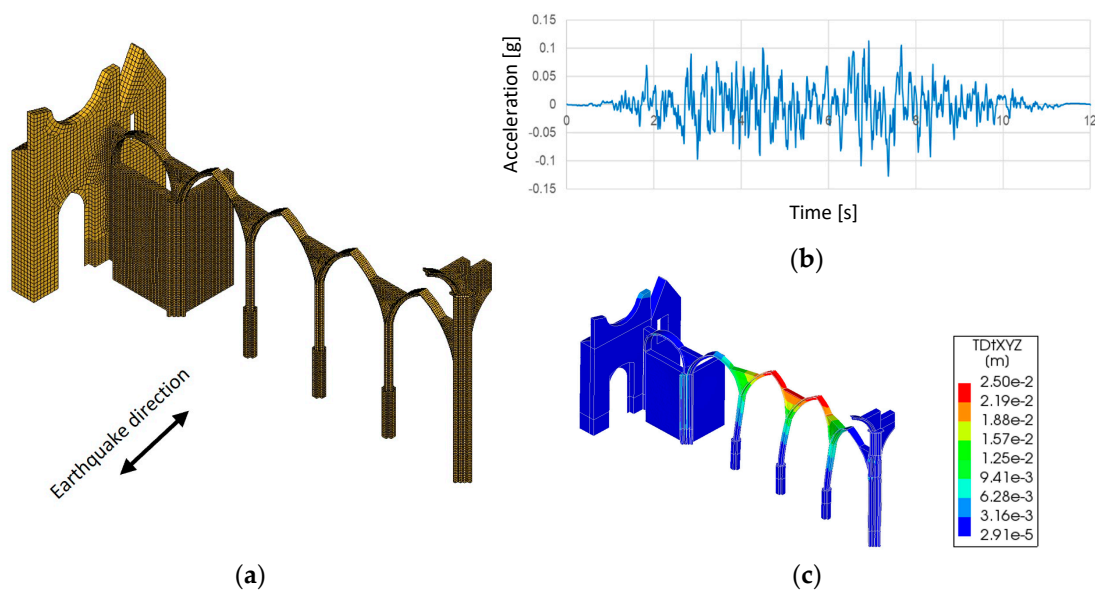 Earthquake direction
(a)
Acceleration [g]
0.15
0.1
0.05
0
-0.05
-0.1
-0.15
0
2
4
6
8
10
12
Time [s]
(b)
TDtXYZ
(m)
2.50e-2
2.19e-2
1.88e-2
1.57e-2
1.25e-2
9.41e-3
6.28e-3
3.16e-3
2.91e-5
(c)